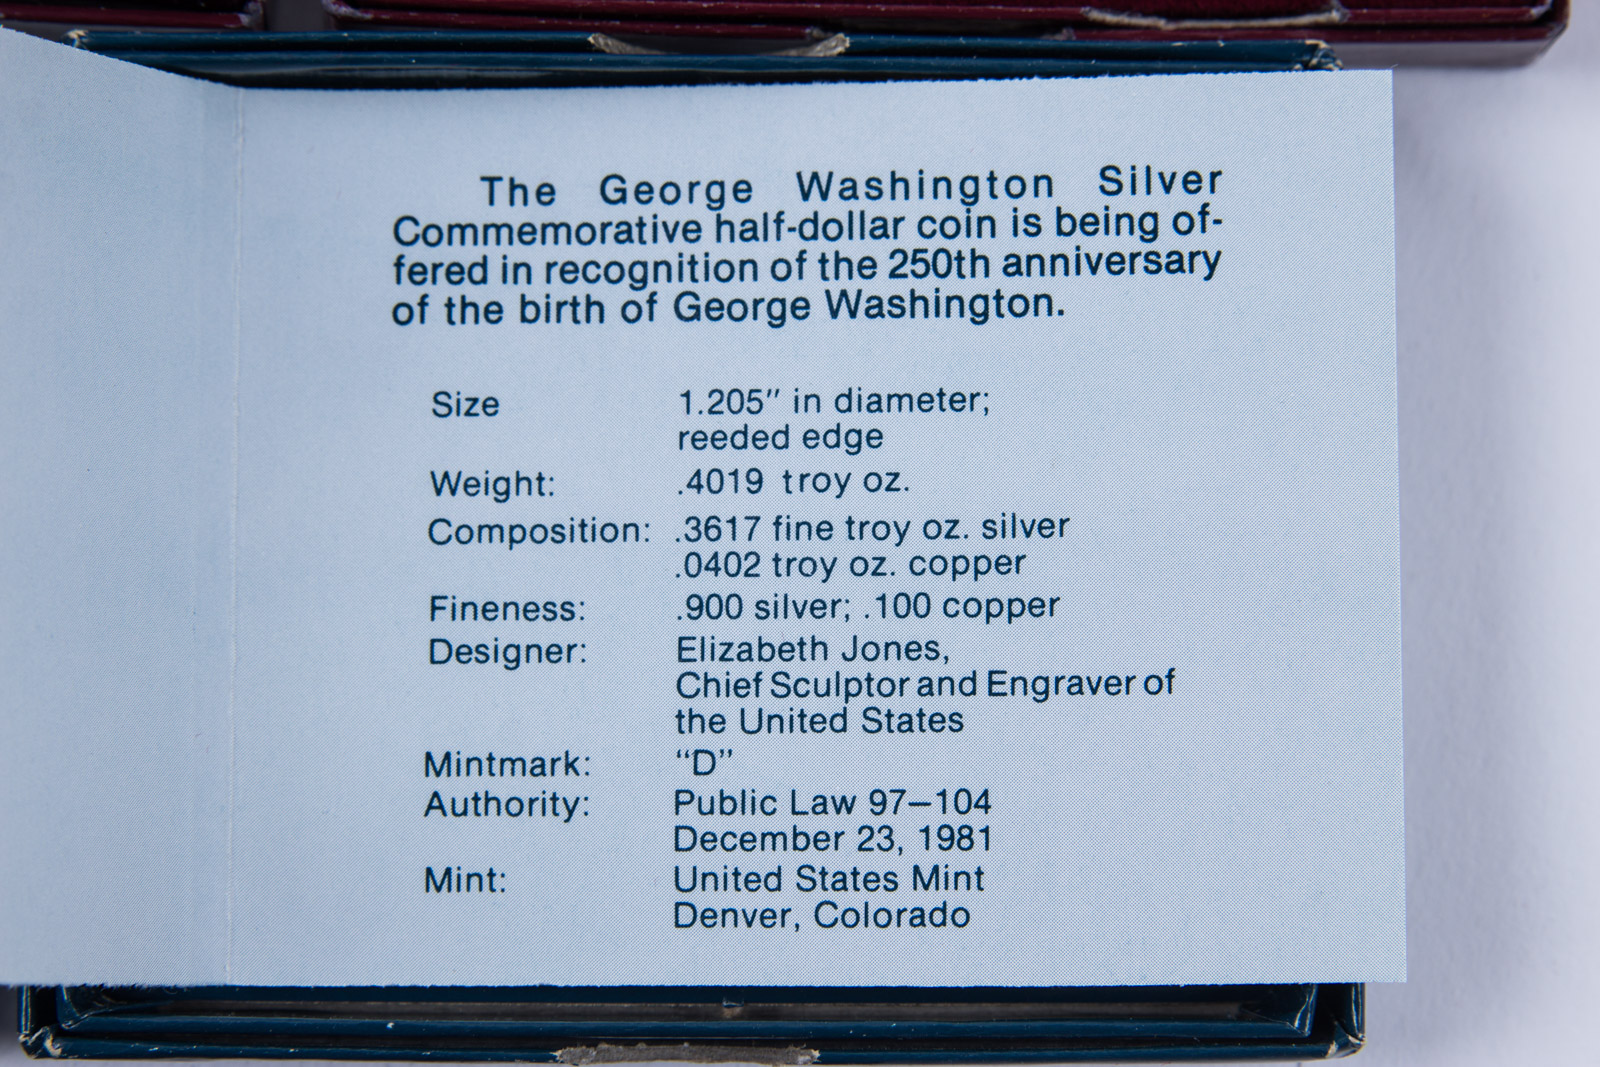 The George Washington Silver
Commemorative half-dollar coin is being of-
fered in recognition of the 250th anniversary
of the birth of George Washington.
Size 1.205" in diameter;
reeded edge
Weight: .4019 troy oz.
Composition: .3617 fine troy oz. silver
.0402 troy oz. copper
Fineness: .900 silver; .100 copper
Designer: Elizabeth Jones,
Chief Sculptor and Engraver of
the United States
Mintmark: “D”
Authority: Public Law 97–104
December 23, 1981
Mint: United States Mint
Denver, Colorado